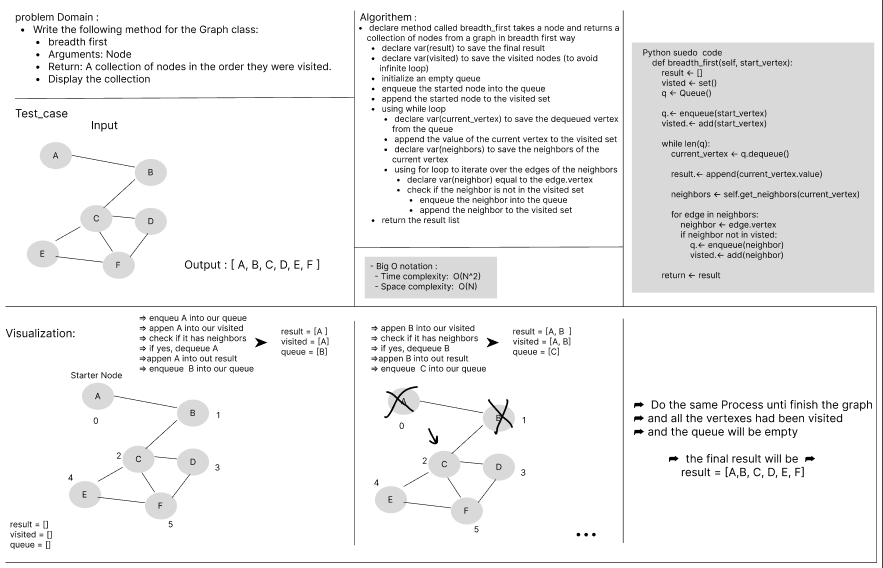 problem Domain :
• Write the following method for the Graph class:
• breadth first
• Arguments: Node
• Return: A collection of nodes in the order they were visited.
• Display the collection
Test_case
Input
A
B
C
D
E
F
Output : [ A, B, C, D, E, F ]
Algorithem :
• declare method called breadth_first takes a node and returns a
collection of nodes from a graph in breadth first way
• declare var(result) to save the final result
• declare var(visited) to save the visited nodes (to avoid
infinite loop)
• initialize an empty queue
• enqueue the started node into the queue
• append the started node to the visited set
• using while loop
• declare var(current_vertex) to save the dequeued vertex
from the queue
• append the value of the current vertex to the visited set
• declare var(neighbors) to save the neighbors of the
current vertex
• using for loop to iterate over the edges of the neighbors
• declare var(neighbor) equal to the edge.vertex
• check if the neighbor is not in the visited set
• enqueue the neighbor into the queue
• append the neighbor to the visited set
• return the result list
- Big O notation :
- Time complexity: O(N^2)
- Space complexity: O(N)
Python suedo code
def breadth_first(self, start_vertex):
result ← []
visted ← set()
q ← Queue()
q.← enqueue(start_vertex)
visted.← add(start_vertex)
while len(q):
current_vertex ← q.dequeue()
result.← append(current_vertex.value)
neighbors ← self.get_neighbors(current_vertex)
for edge in neighbors:
neighbor ← edge.vertex
if neighbor not in visted:
q.← enqueue(neighbor)
visted.← add(neighbor)
return ← result
Visualization:
⇒ enqueu A into our queue
⇒ appen A into our visited
⇒ check if it has neighbors
⇒ if yes, dequeue A
⇒appen A into out result
⇒ enqueue B into our queue
result = [A ]
visited = [A]
queue = [B]
Starter Node
A
0
B
1
2
C
D
3
4
E
F
5
result = []
visited = []
queue = []
⇒ appen B into our visited
⇒ check if it has neighbors
⇒ if yes, dequeue B
⇒appen B into out result
⇒ enqueue C into our queue
result = [A, B ]
visited = [A, B]
queue = [C]
A
0
B
1
2
C
D
3
4
E
F
5
...
➦ Do the same Process unti finish the graph
➦ and all the vertexes had been visited
➦ and the queue will be empty
➦ the final result will be ➦
result = [A,B, C, D, E, F]